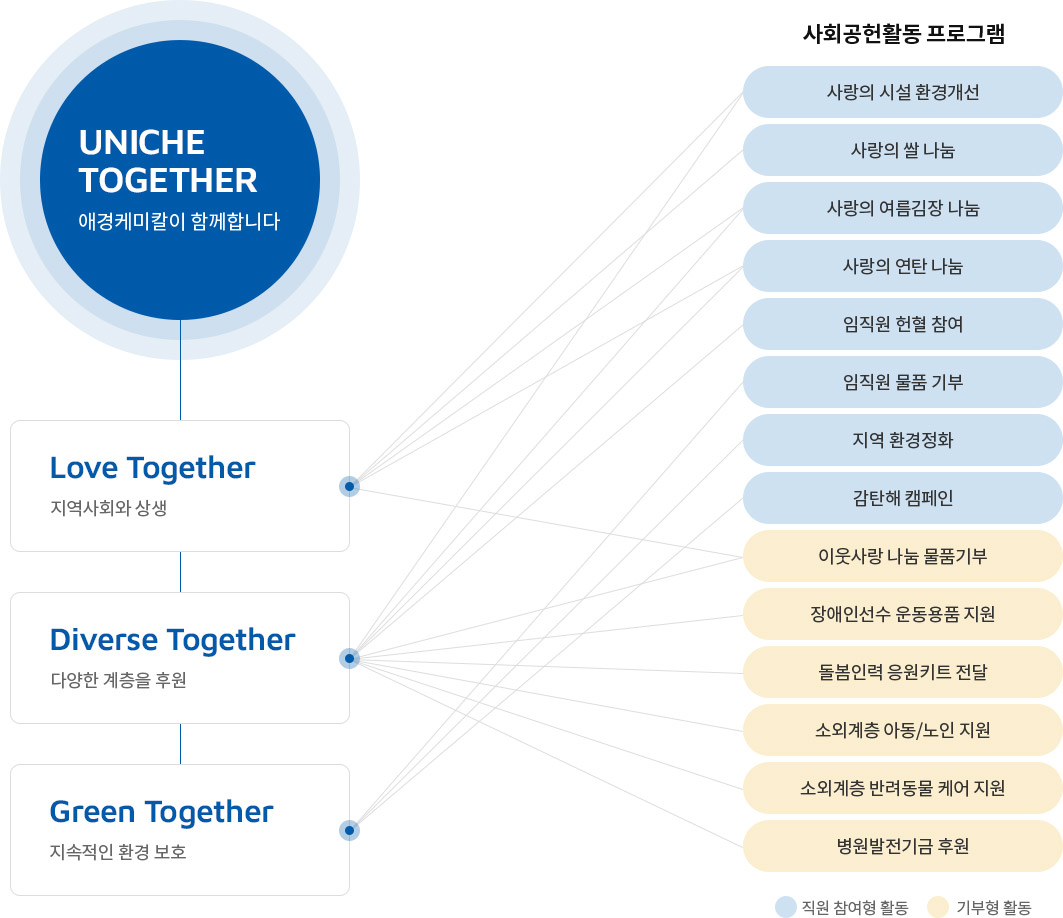 UNICHE
TOGETHER
애경케미칼이 함께합니다
Love Together
지역사회와 상생
Diverse Together
다양한 계층을 후원
Green Together
지속적인 환경 보호
사회공헌활동 프로그램
사랑의 시설 환경개선
사랑의 쌀 나눔
사랑의 여름김장 나눔
사랑의 연탄 나눔
임직원 헌혈 참여
임직원 물품 기부
지역 환경정화
감탄해 캠페인
이웃사랑 나눔 물품기부
장애인선수 운동용품 지원
돌봄인력 응원키트 전달
소외계층 아동/노인 지원
소외계층 반려동물 케어 지원
병원발전기금 후원
직원 참여형 활동
기부형 활동